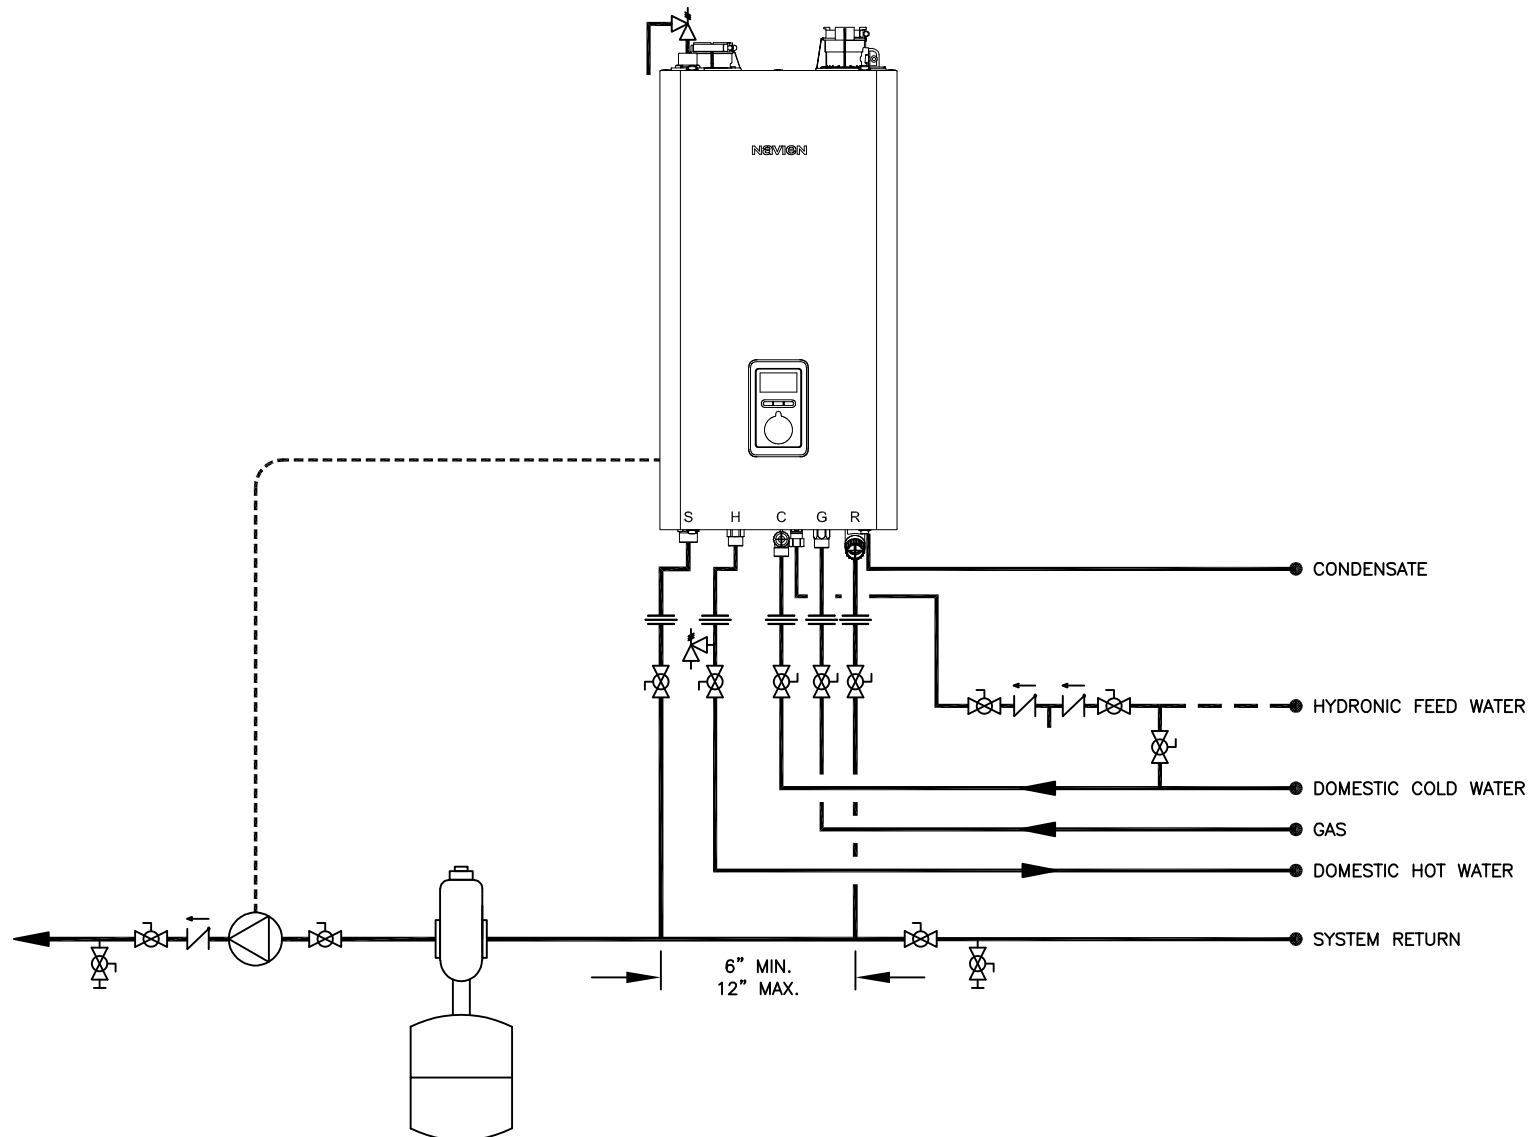 NAVIEN
S H C G R
CONDENSATE
HYDRONIC FEED WATER
DOMESTIC COLD WATER
GAS
DOMESTIC HOT WATER
SYSTEM RETURN
6” MIN.
12” MAX.